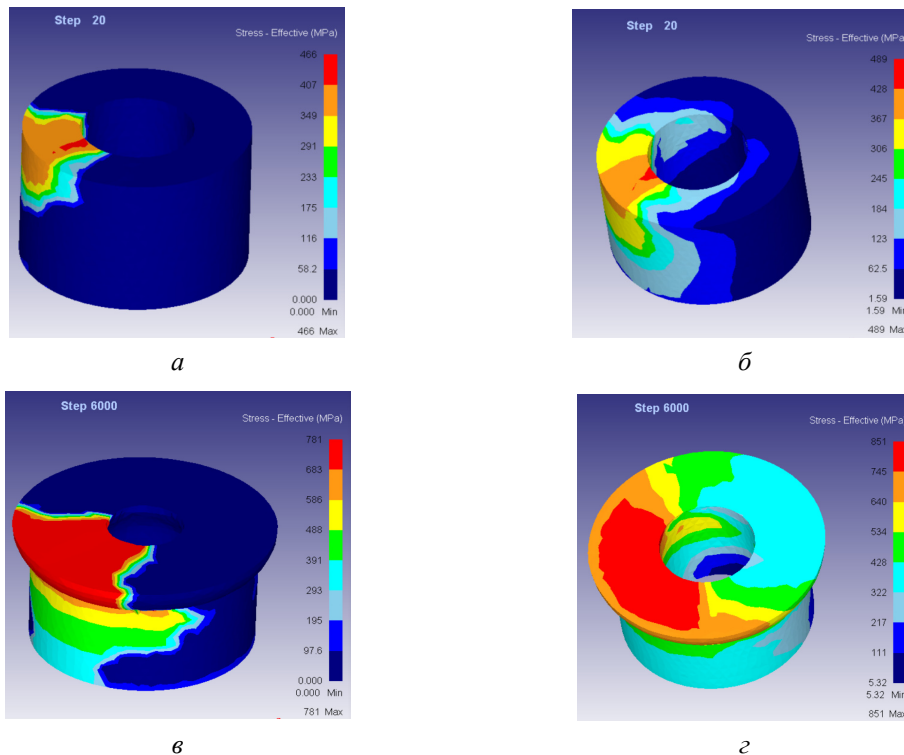 Step 20
Stress - Effective (MPa)
466
407
349
291
233
175
116
58.2
0.000
0.000 Min
466 Max
а
Step 20
Stress - Effective (MPa)
489
428
367
306
245
184
123
62.5
1.59
1.59 Min
489 Max
б
Step 6000
Stress - Effective (MPa)
781
683
586
488
391
293
195
97.6
0.000
0.000 Min
781 Max
в
Step 6000
Stress - Effective (MPa)
851
745
640
534
428
322
217
111
5.32
5.32 Min
851 Max
г